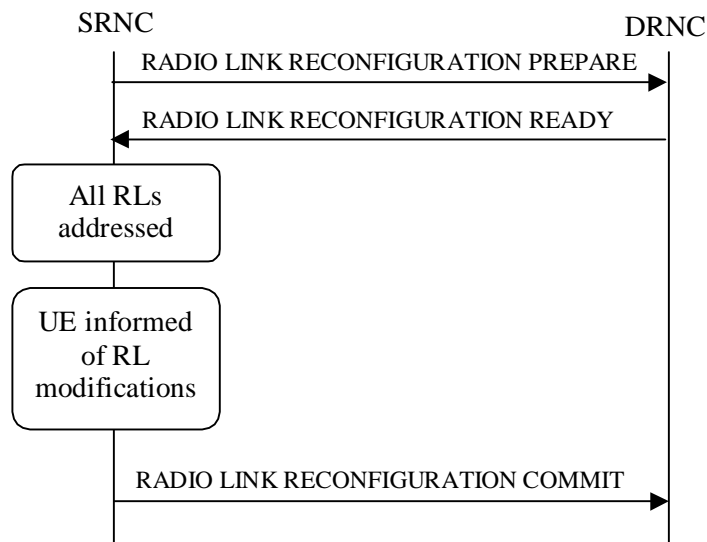 SRNC
DRNC
RADIO LINK RECONFIGURATION PREPARE
RADIO LINK RECONFIGURATION READY
All RLs
addressed
UE informed
of RL
modifications
RADIO LINK RECONFIGURATION COMMIT